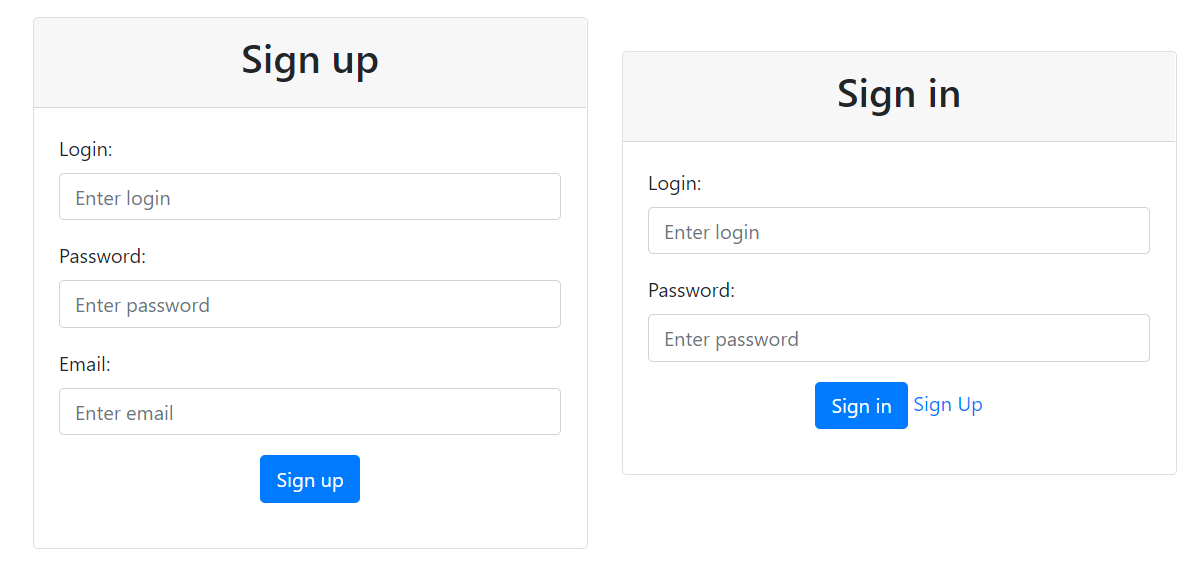 Sign up
Login:
Enter login
Password:
Enter password
Email:
Enter email
Sign up
Sign in
Login:
Enter login
Password:
Enter password
Sign in Sign Up